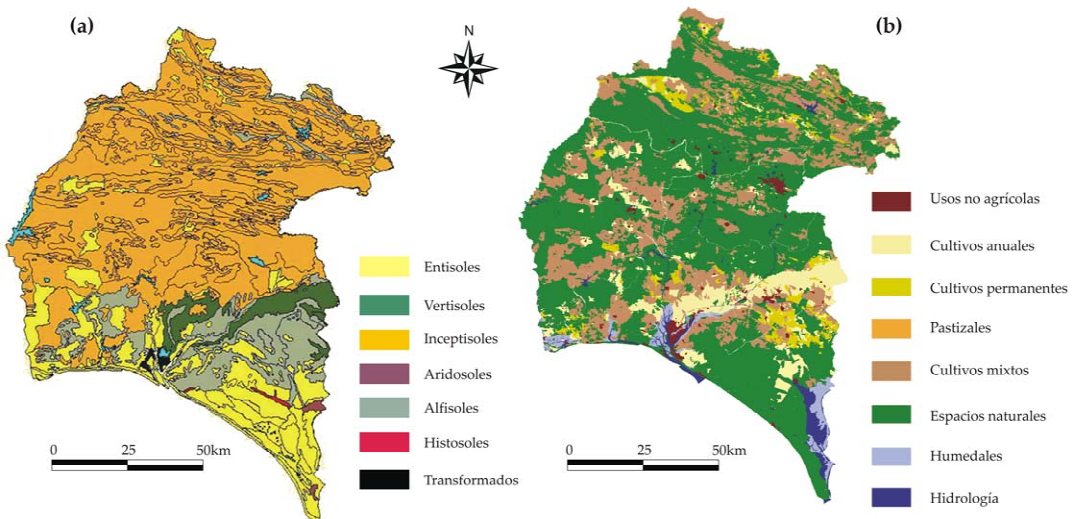 (a)
N
(b)
Entisoles
Vertisoles
Inceptisoles
Aridosoles
Alfisoles
Histosoles
Transformados
0 25 50km
Usos no agrícolas
Cultivos anuales
Cultivos permanentes
Pastizales
Cultivos mixtos
Espacios naturales
Humedales
Hidrología
0 25 50km